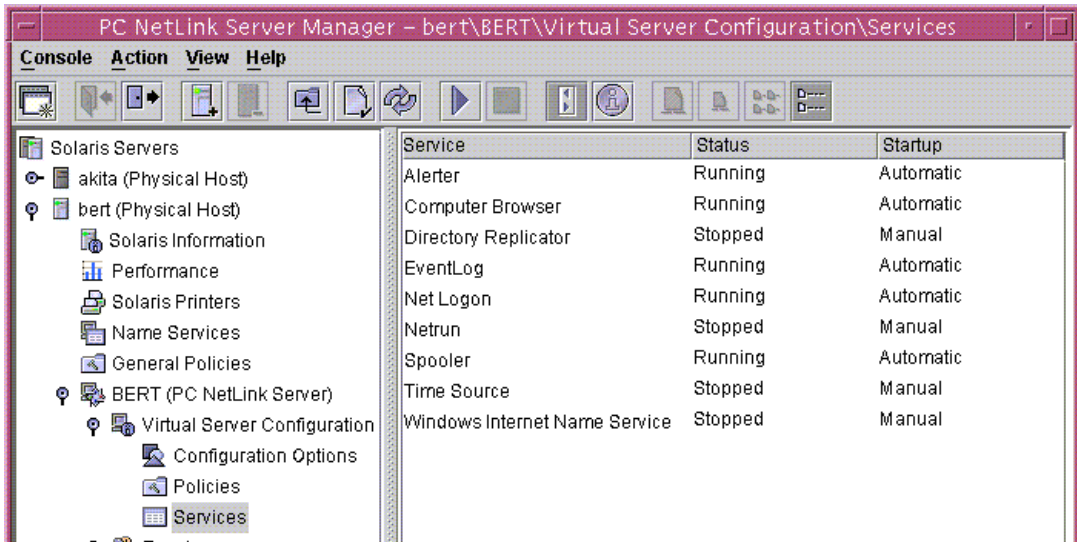 PC NetLink Server Manager – bert\BERT\Virtual Server Configuration\Services
Console Action View Help
Solaris Servers
akita (Physical Host)
bert (Physical Host)
Solaris Information
Performance
Solaris Printers
Name Services
General Policies
BERT (PC NetLink Server)
Virtual Server Configuration
Configuration Options
Policies
Services
Service Status Startup
Alerter Running Automatic
Computer Browser Running Automatic
Directory Replicator Stopped Manual
EventLog Running Automatic
Net Logon Running Automatic
Netrun Stopped Manual
Spooler Running Automatic
Time Source Stopped Manual
Windows Internet Name Service Stopped Manual